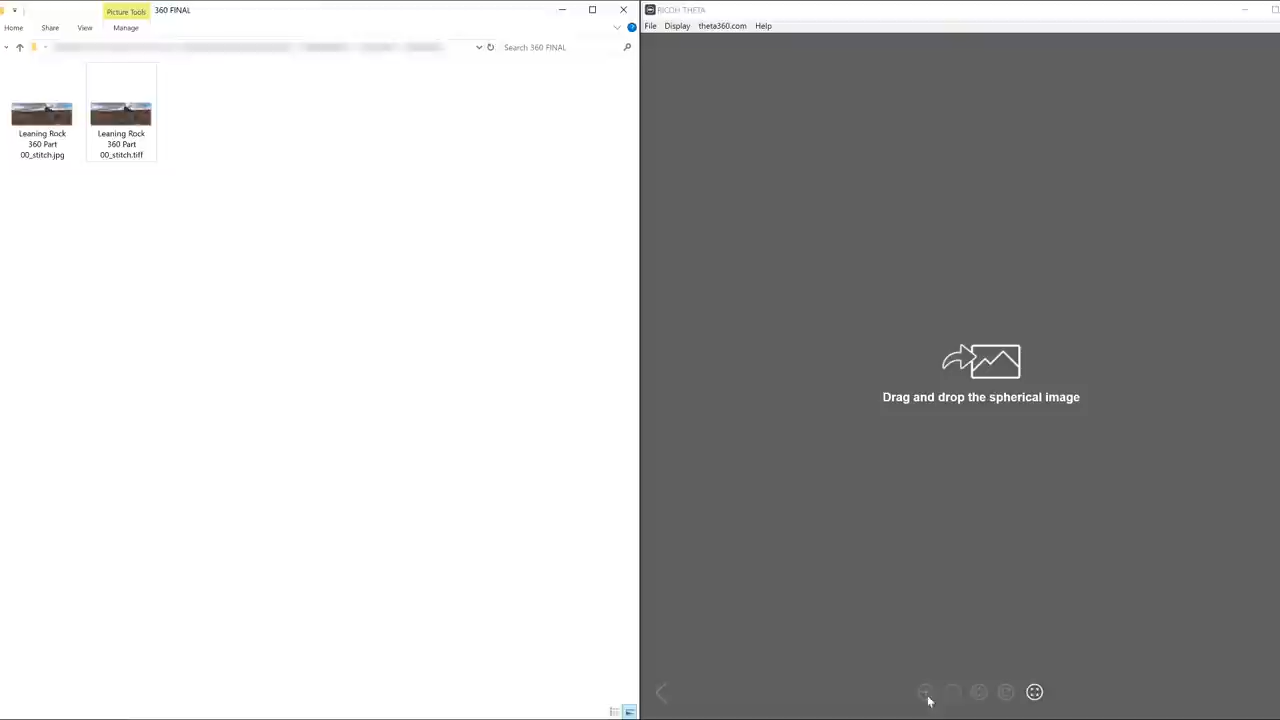 Picture Tools
360 FINAL
Home
Share
View
Manage
Search 360 FINAL
Leaning Rock
360 Part
00_stitch.jpg
Leaning Rock
360 Part
00_stitch.tiff
RICOH THETA
File
Display
theta360.com
Help
Drag and drop the spherical image